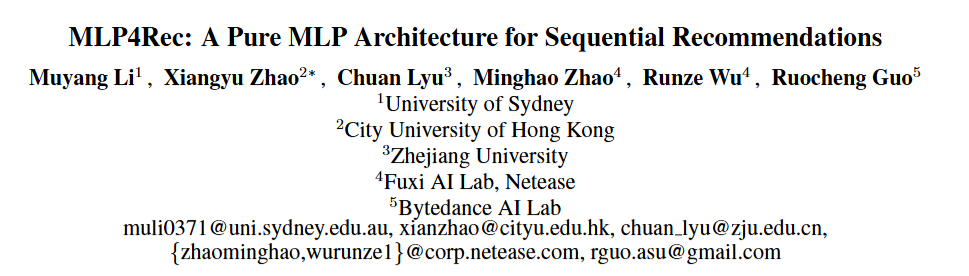 MLP4Rec: A Pure MLP Architecture for Sequential Recommendations
Muyang Li¹, Xiangyu Zhao²*, Chuan Lyu³, Minghao Zhao⁴, Runze Wu⁴, Ruocheng Guo⁵
¹University of Sydney
²City University of Hong Kong
³Zhejiang University
⁴Fuxi AI Lab, Netease
⁵Bytedance AI Lab
muli0371@uni.sydney.edu.au, xianzhao@cityu.edu.hk, chuan_lyu@zju.edu.cn,
{zhaominghao,wurunze1}@corp.netease.com, rguo.asu@gmail.com